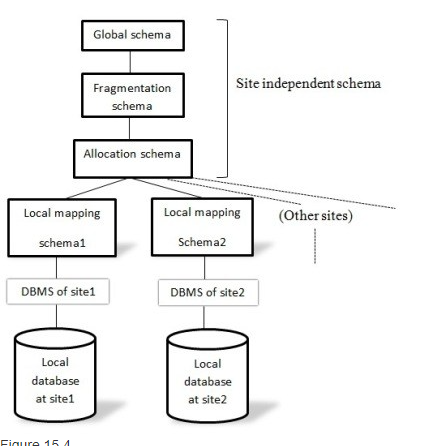 Global schema
Fragmentation
schema
Site independent schema
Allocation schema
Local mapping
schema1
Local mapping
Schema2
(Other sites)
DBMS of site1
DBMS of site2
Local
database
at site1
Local
database
at site2
Figure 15.4